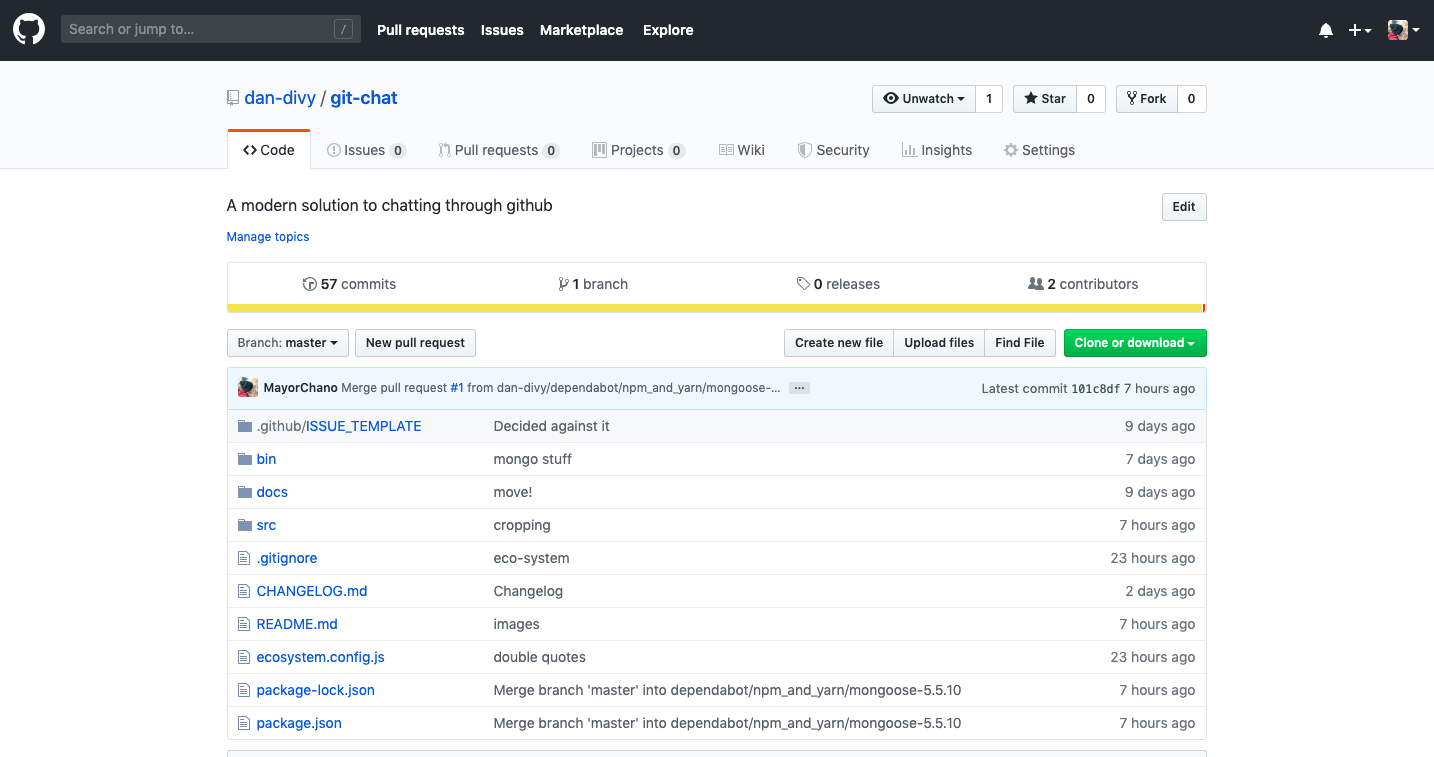 Search or jump to... /
Pull requests Issues Marketplace Explore
dan-divy / git-chat
Unwatch 1 Star 0 Fork 0
Code Issues 0 Pull requests 0 Projects 0 Wiki Security Insights Settings
A modern solution to chatting through github
Edit
Manage topics
57 commits 1 branch 0 releases 2 contributors
Branch: master New pull request Create new file Upload files Find File Clone or download
MayorChano Merge pull request #1 from dan-divy/dependabot/npm_and_yarn/mongoose-... … Latest commit 101c8df 7 hours ago
.github/ISSUE_TEMPLATE Decided against it 9 days ago
bin mongo stuff 7 days ago
docs move! 9 days ago
src cropping 7 hours ago
.gitignore eco-system 23 hours ago
CHANGELOG.md Changelog 2 days ago
README.md images 7 hours ago
ecosystem.config.js double quotes 23 hours ago
package-lock.json Merge branch 'master' into dependabot/npm_and_yarn/mongoose-5.5.10 7 hours ago
package.json Merge branch 'master' into dependabot/npm_and_yarn/mongoose-5.5.10 7 hours ago